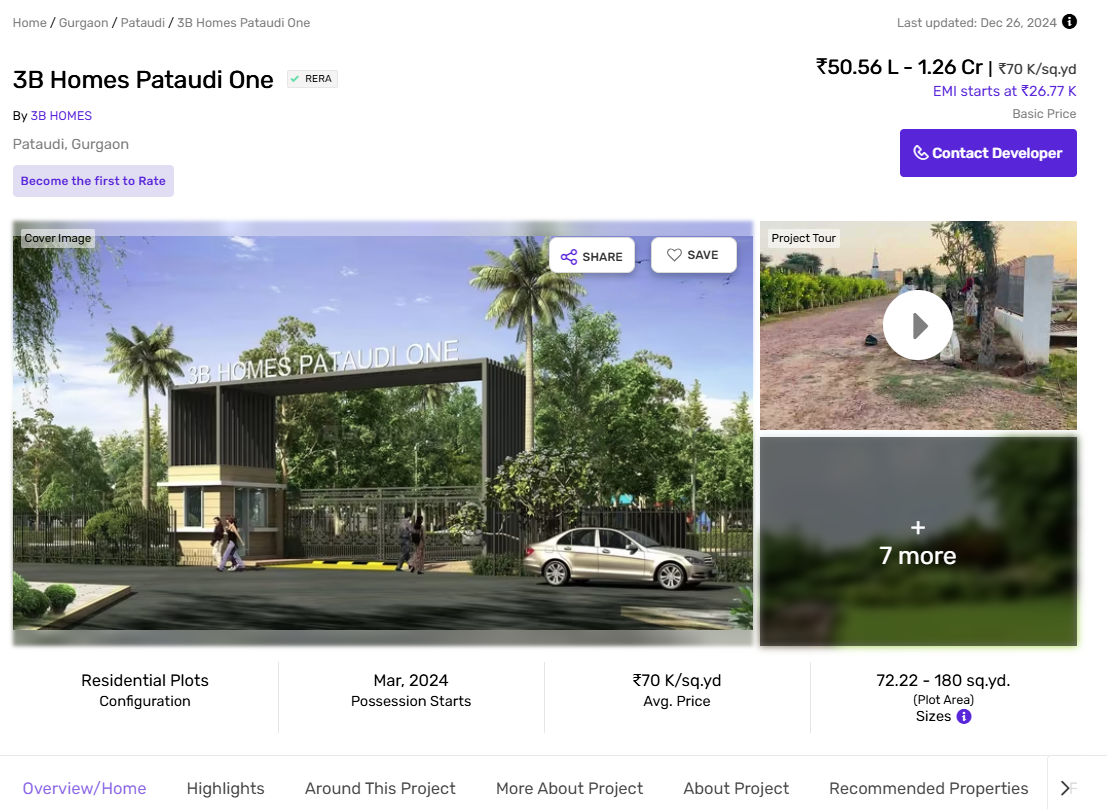 Home / Gurgaon / Pataudi / 3B Homes Pataudi One
Last updated: Dec 26, 2024
3B Homes Pataudi One
RERA
₹50.56 L - 1.26 Cr | ₹70 K/sq.yd
EMI starts at ₹26.77 K
By 3B HOMES
Basic Price
Pataudi, Gurgaon
Contact Developer
Become the first to Rate
Cover Image
SHARE
SAVE
Project Tour
3B HOMES PATAUDI ONE
+
7 more
Residential Plots
Configuration
Mar, 2024
Possession Starts
₹70 K/sq.yd
Avg. Price
72.22 - 180 sq.yd.
(Plot Area)
Sizes
Overview/Home
Highlights
Around This Project
More About Project
About Project
Recommended Properties